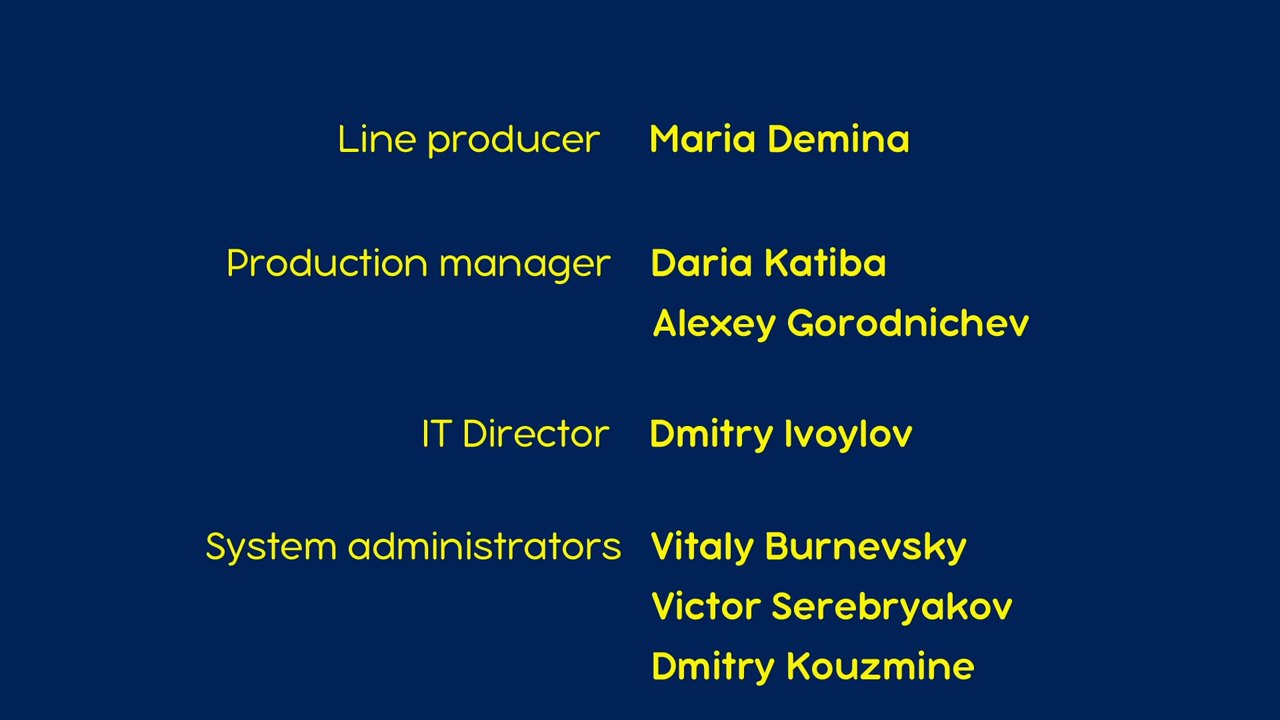 Line producer Maria Demina
Production manager Daria Katiba
Alexey Gorodnichev
IT Director Dmitry Ivoylov
System administrators Vitaly Burnevsky
Victor Serebryakov
Dmitry Kouzmine